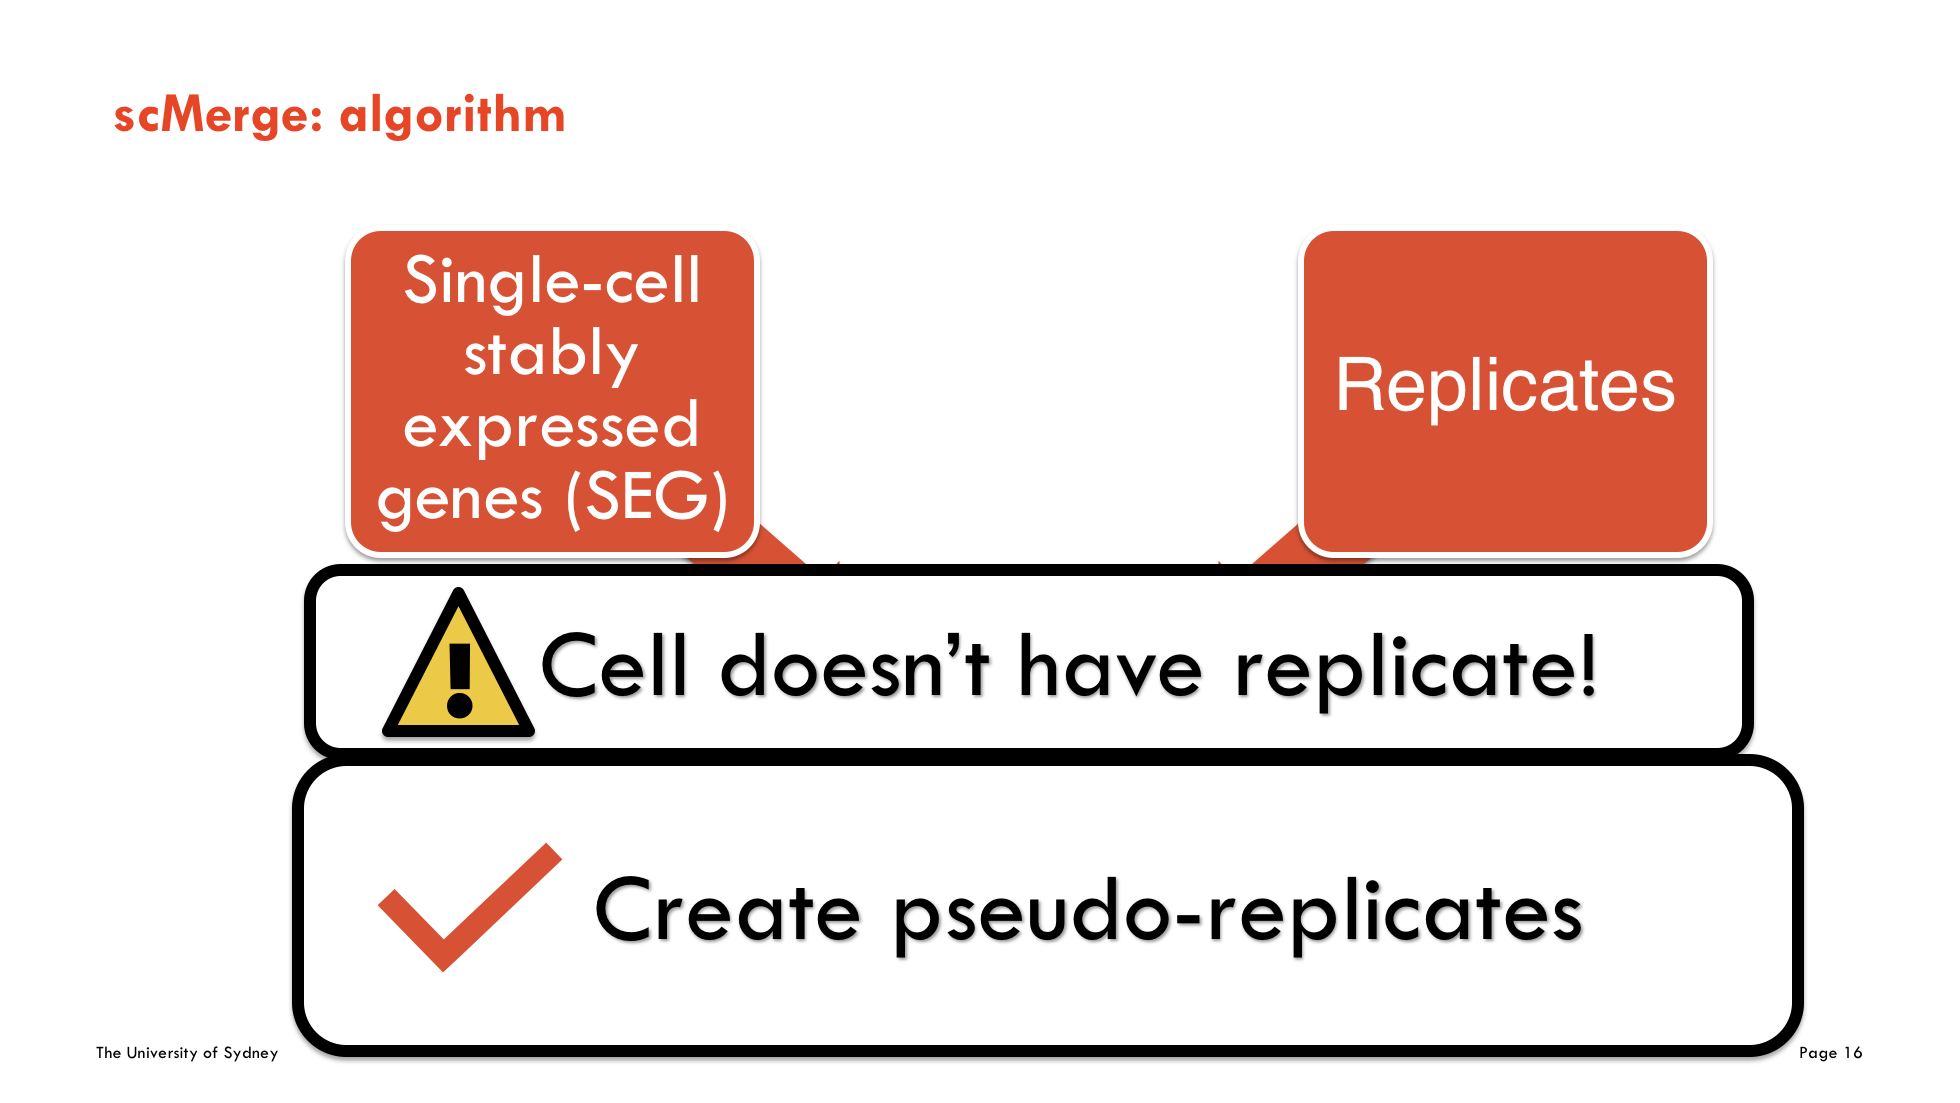 scMerge: algorithm
Single-cell
stably
expressed
genes (SEG)
Replicates
Cell doesn’t have replicate!
Create pseudo-replicates
The University of Sydney
Page 16